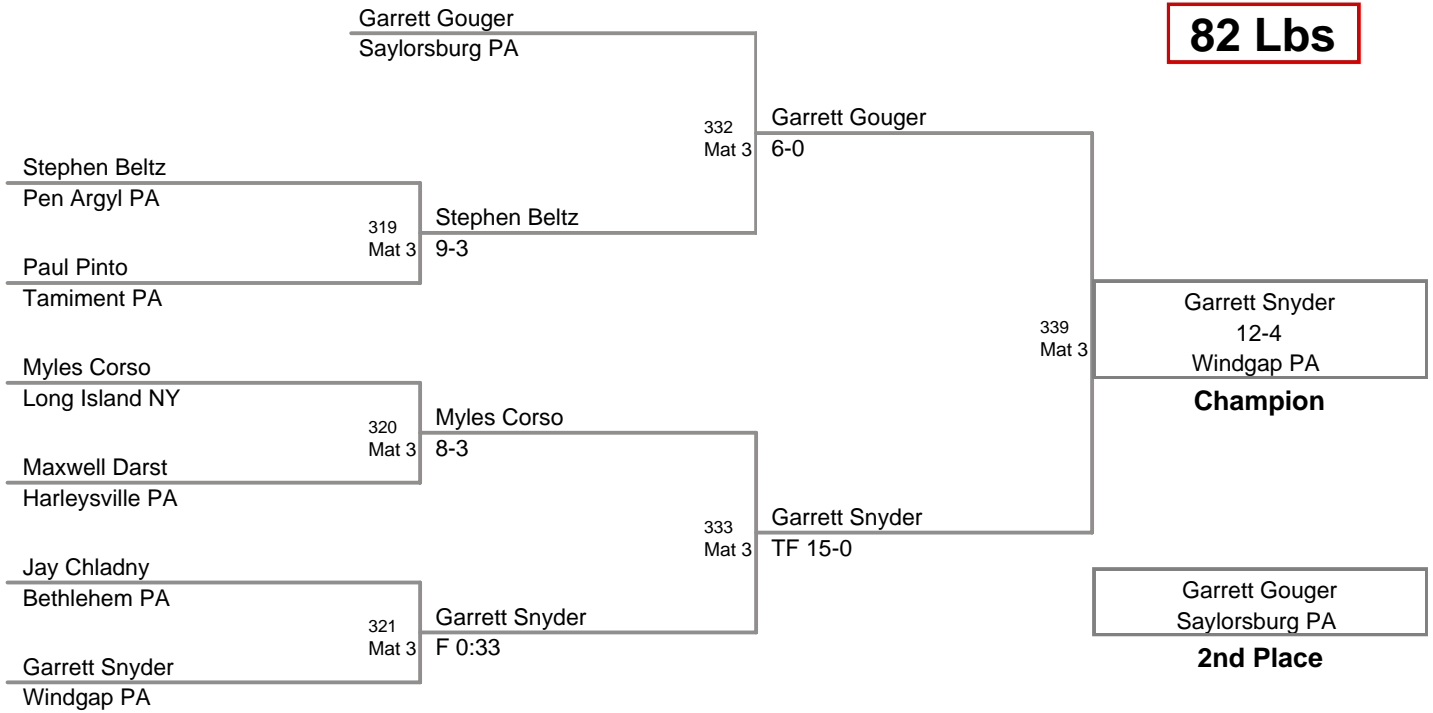 Garrett Gouger
Saylorsburg PA
82 Lbs
332
Mat 3
Garrett Gouger
6-0
Stephen Beltz
Pen Argyl PA
319
Mat 3
Stephen Beltz
9-3
Paul Pinto
Tamiment PA
339
Mat 3
Garrett Snyder
12-4
Windgap PA
Champion
Myles Corso
Long Island NY
320
Mat 3
Myles Corso
8-3
Maxwell Darst
Harleysville PA
333
Mat 3
Garrett Snyder
TF 15-0
Jay Chladny
Bethlehem PA
321
Mat 3
Garrett Snyder
F 0:33
Garrett Snyder
Windgap PA
Garrett Gouger
Saylorsburg PA
2nd Place